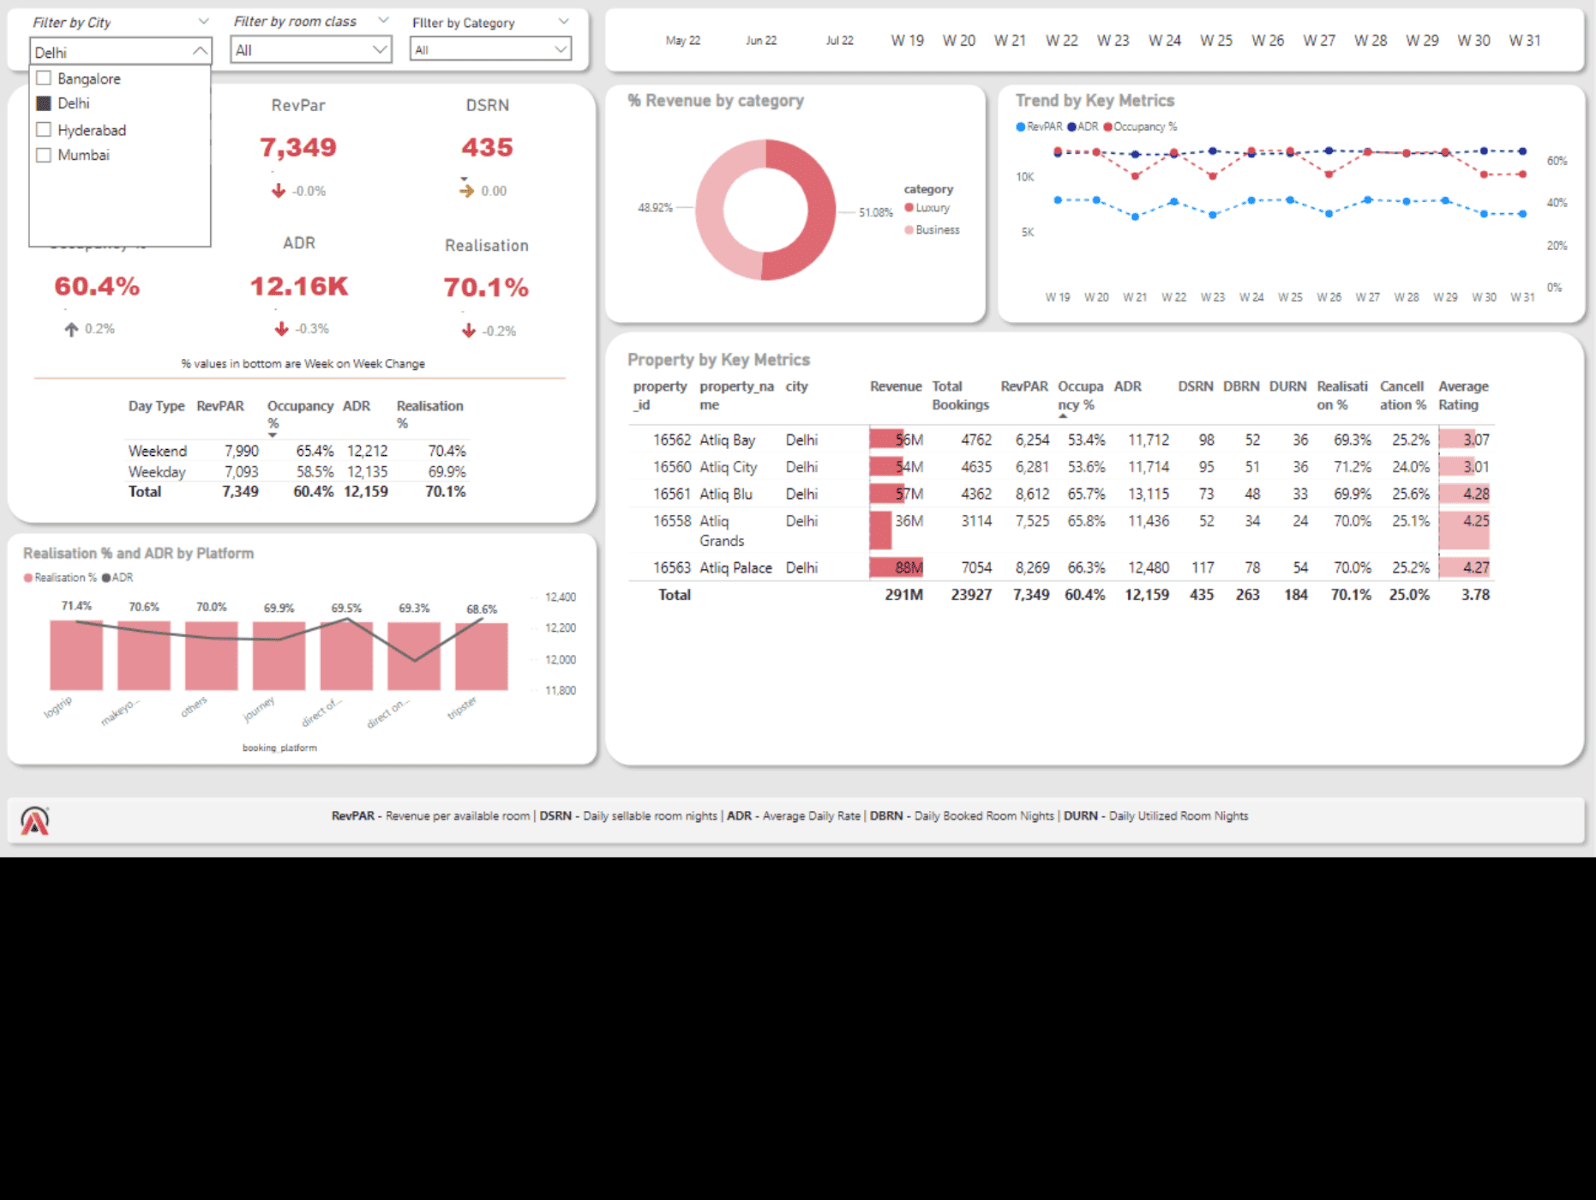 Filter by City
Delhi
Bangalore
Delhi
Hyderabad
Mumbai
Filter by room class
All
FIlter by Category
All
May 22 Jun 22 Jul 22 W 19 W 20 W 21 W 22 W 23 W 24 W 25 W 26 W 27 W 28 W 29 W 30 W 31
RevPar
7,349
-0.0%
DSRN
435
0.00
60.4%
0.2%
ADR
12.16K
-0.3%
Realisation
70.1%
-0.2%
% values in bottom are Week on Week Change
Day Type RevPAR Occupancy % ADR Realisation %
Weekend 7,990 65.4% 12,212 70.4%
Weekday 7,093 58.5% 12,135 69.9%
Total 7,349 60.4% 12,159 70.1%
% Revenue by category
48.92%
51.08%
category
Luxury
Business
Trend by Key Metrics
RevPAR ADR Occupancy %
10K
5K
60%
40%
20%
0%
W 19 W 20 W 21 W 22 W 23 W 24 W 25 W 26 W 27 W 28 W 29 W 30 W 31
Property by Key Metrics
property_id property_name city Revenue Total Bookings RevPAR Occupancy % ADR DSRN DBRN DURN Realisation % Cancellation % Average Rating
16562 Atliq Bay Delhi 56M 4762 6,254 53.4% 11,712 98 52 36 69.3% 25.2% 3.07
16560 Atliq City Delhi 54M 4635 6,281 53.6% 11,714 95 51 36 71.2% 24.0% 3.01
16561 Atliq Blu Delhi 57M 4362 8,612 65.7% 13,115 73 48 33 69.9% 25.6% 4.28
16558 Atliq Grands Delhi 36M 3114 7,525 65.8% 11,436 52 34 24 70.0% 25.1% 4.25
16563 Atliq Palace Delhi 88M 7054 8,269 66.3% 12,480 117 78 54 70.0% 25.2% 4.27
Total 291M 23927 7,349 60.4% 12,159 435 263 184 70.1% 25.0% 3.78
Realisation % and ADR by Platform
Realisation % ADR
71.4% 70.6% 70.0% 69.9% 69.5% 69.3% 68.6%
12,400
12,200
12,000
11,800
logtrip makeyo... others journey direct of... direct on... tripster
booking_platform
RevPAR - Revenue per available room | DSRN - Daily sellable room nights | ADR - Average Daily Rate | DBRN - Daily Booked Room Nights | DURN - Daily Utilized Room Nights